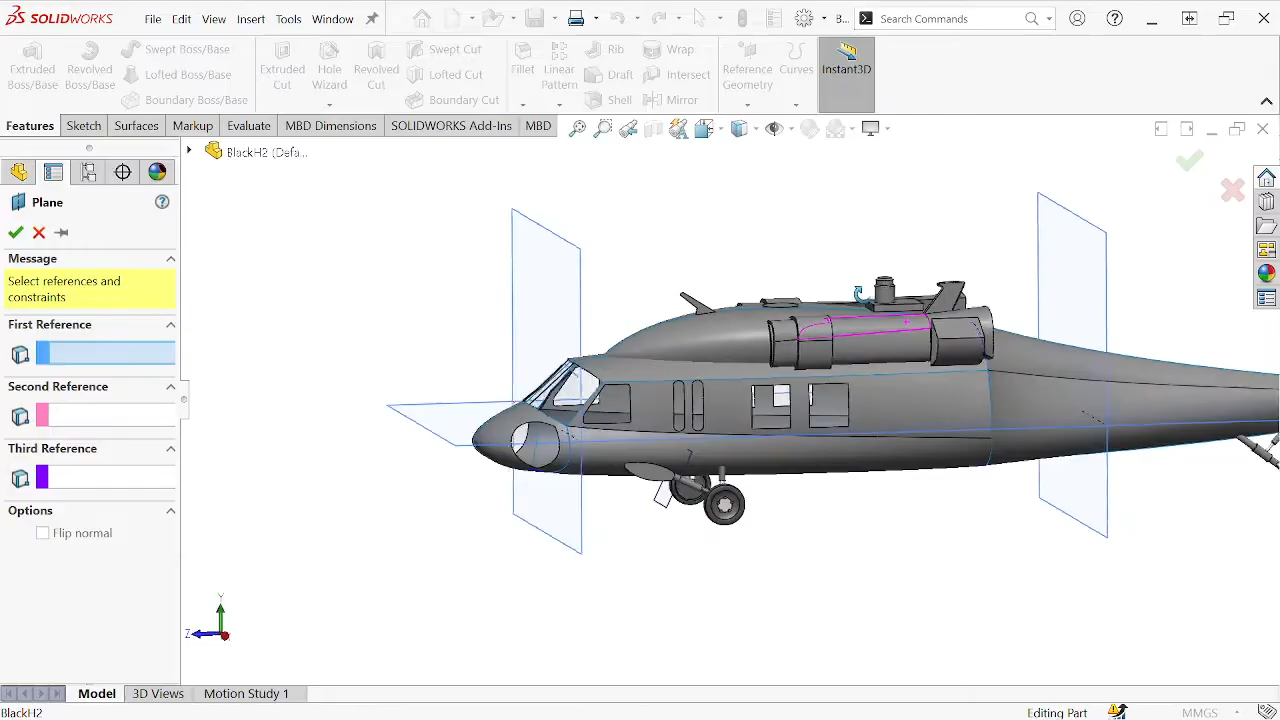 SOLIDWORKS File Edit View Insert Tools Window B... Search Commands
Extruded Boss/Base
Revolved Boss/Base
Swept Boss/Base
Lofted Boss/Base
Boundary Boss/Base
Extruded Cut
Hole Wizard
Revolved Cut
Swept Cut
Lofted Cut
Boundary Cut
Fillet
Linear Pattern
Rib
Draft
Shell
Wrap
Intersect
Mirror
Reference Geometry
Curves
Instant3D
Features Sketch Surfaces Markup Evaluate MBD Dimensions SOLIDWORKS Add-Ins MBD
BlackH2 (Defa...
Plane
Message
Select references and
constraints
First Reference
Second Reference
Third Reference
Options
Flip normal
Y
Z
Model 3D Views Motion Study 1
BlackH2 Editing Part MMGS